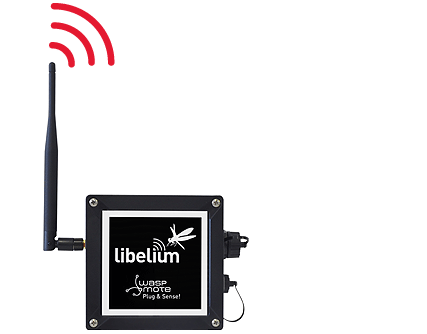 libelium
wasp
mote
Plug & Sense!